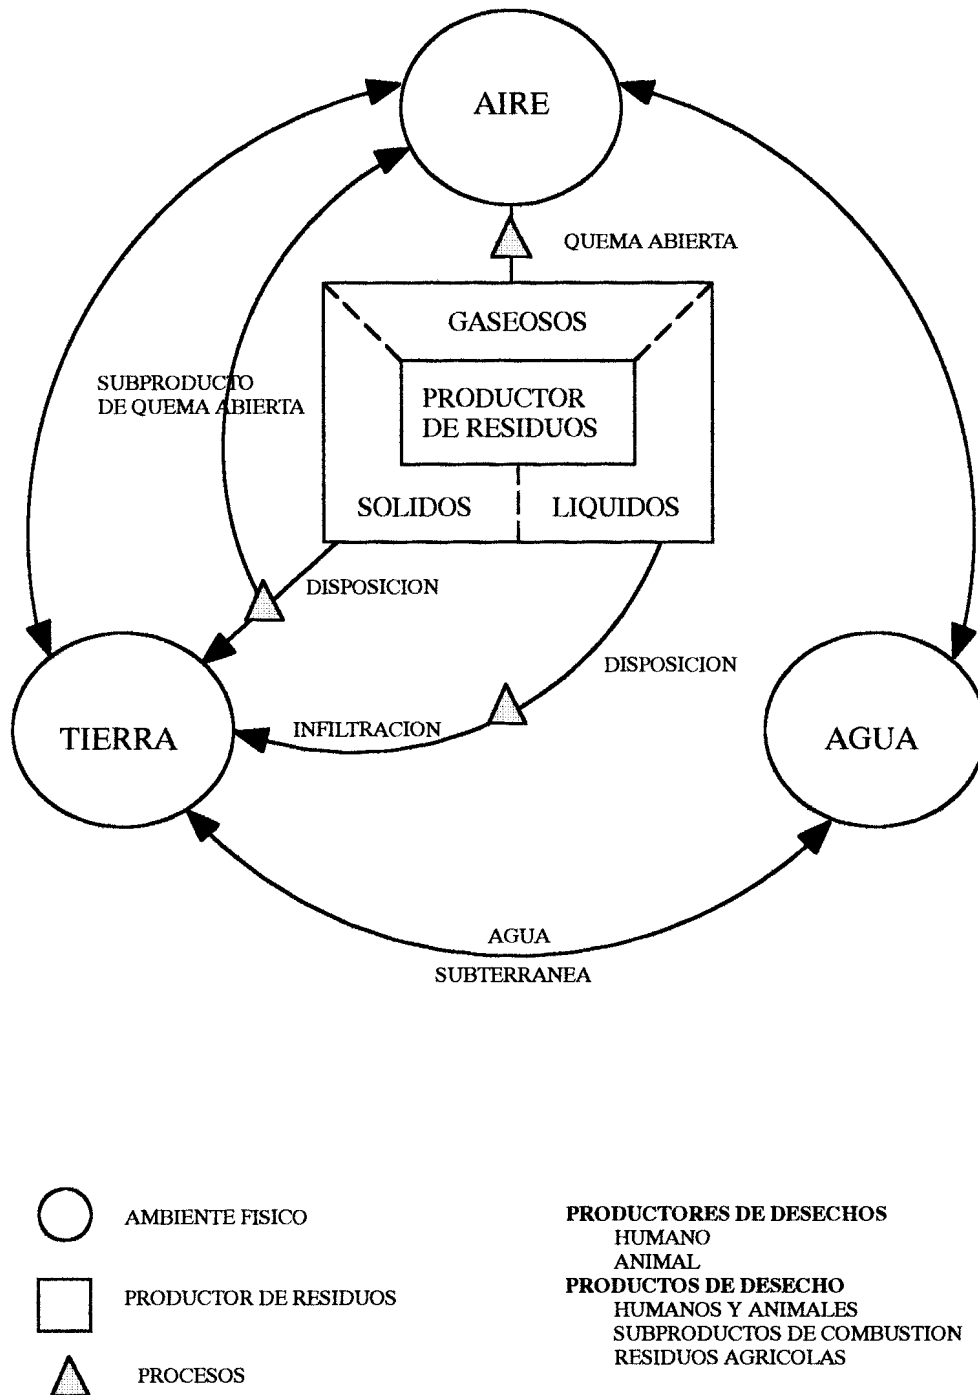 AIRE
QUEMA ABIERTA
GASEOSOS
SUBPRODUCTO
DE QUEMA ABIERTA
PRODUCTOR
DE RESIDUOS
SOLIDOS
LIQUIDOS
DISPOSICION
DISPOSICION
TIERRA
INFILTRACION
AGUA
AGUA
SUBTERRANEA
AMBIENTE FISICO
PRODUCTOR DE RESIDUOS
PROCESOS
PRODUCTORES DE DESECHOS
HUMANO
ANIMAL
PRODUCTOS DE DESECHO
HUMANOS Y ANIMALES
SUBPRODUCTOS DE COMBUSTION
RESIDUOS AGRICOLAS